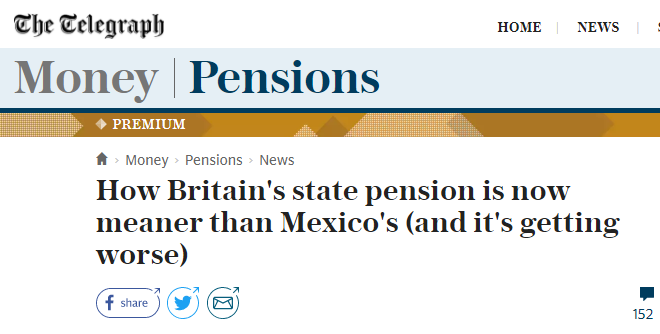 The Telegraph
HOME NEWS
Money Pensions
PREMIUM
Money Pensions News
How Britain's state pension is now
meaner than Mexico's (and it's getting
worse)
share
152